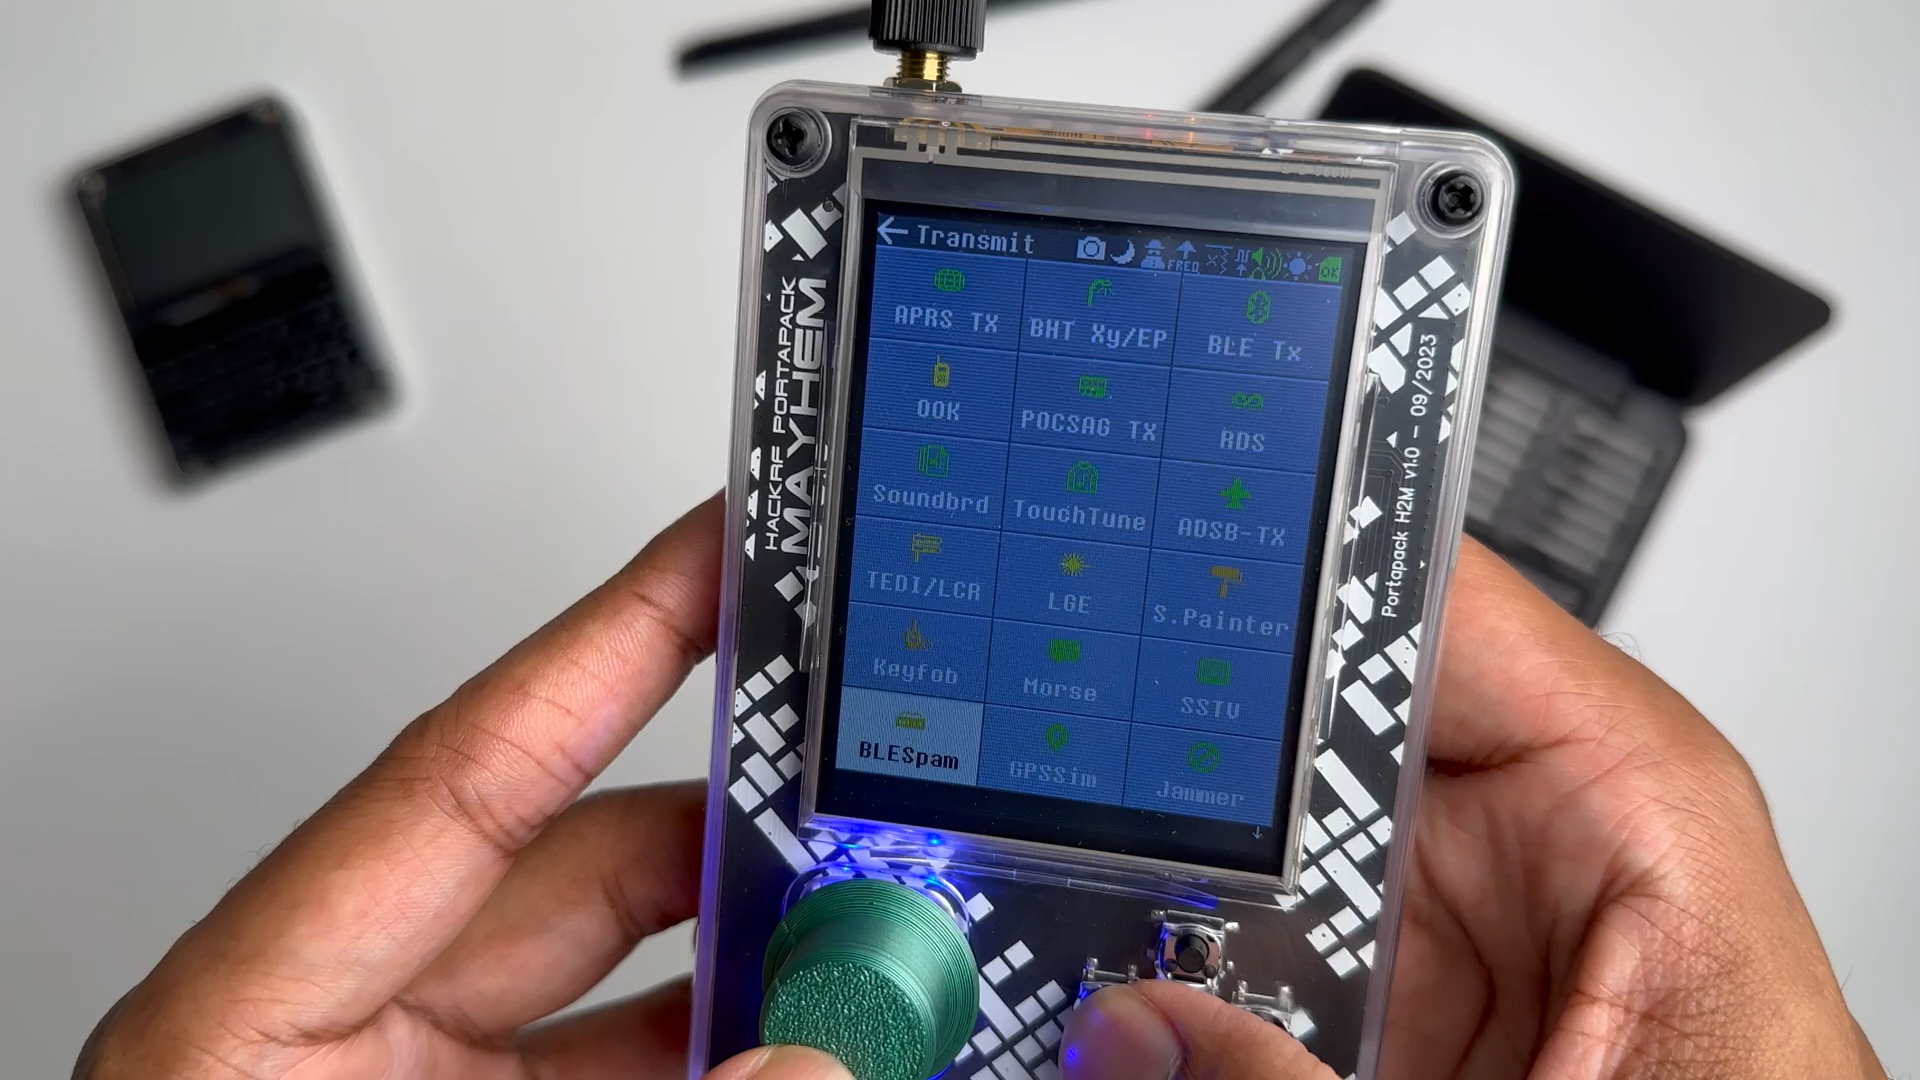 Transmit
FREQ
OK
APRS TX
BHT Xy/EP
BLE Tx
OOK
POCSAG TX
RDS
Soundbrd
TouchTune
ADSB-TX
TEDI/LCR
LGE
S.Painter
Keyfob
Morse
SSTV
BLESpam
GPSSim
Jammer
HACKRF PORTAPACK
MAYHEM
Portapack H2M v1.0 - 09/2023